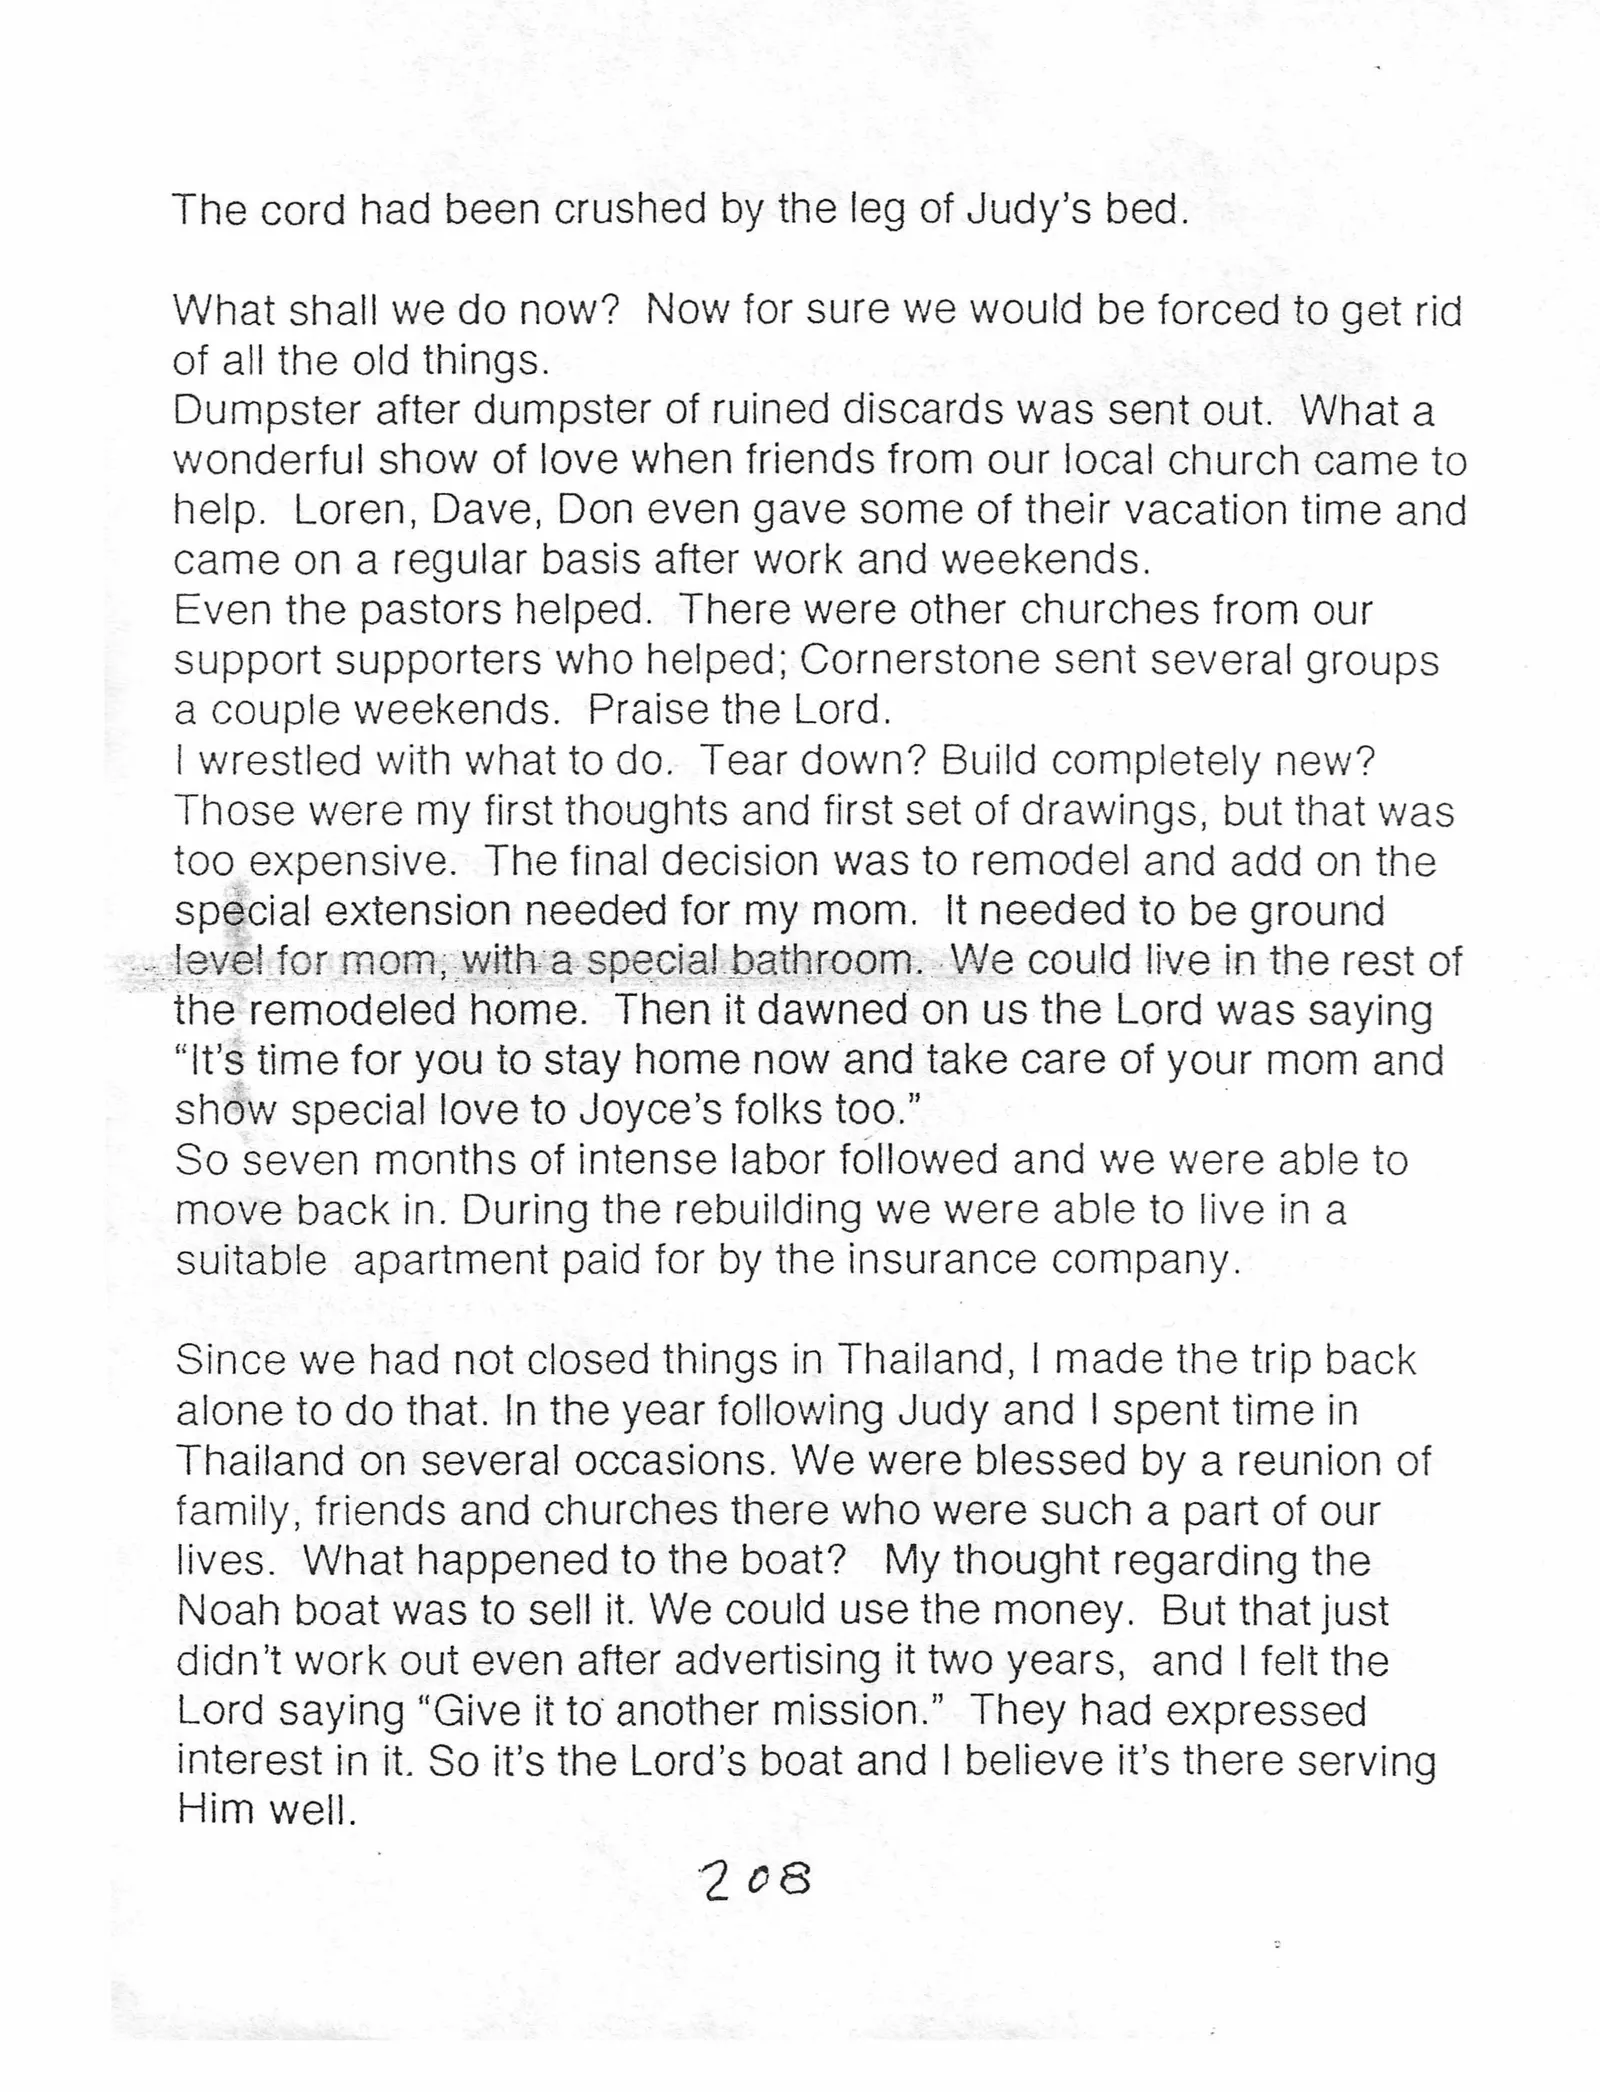 The cord had been crushed by the leg of Judy's bed.
What shall we do now?  Now for sure we would be forced to get rid
of all the old things.
Dumpster after dumpster of ruined discards was sent out.  What a
wonderful show of love when friends from our local church came to
help.  Loren, Dave, Don even gave some of their vacation time and
came on a regular basis after work and weekends.
Even the pastors helped.  There were other churches from our
support supporters who helped; Cornerstone sent several groups
a couple weekends.  Praise the Lord.
I wrestled with what to do.  Tear down? Build completely new?
Those were my first thoughts and first set of drawings, but that was
too expensive.  The final decision was to remodel and add on the
special extension needed for my mom.  It needed to be ground
level for mom, with a special bathroom.  We could live in the rest of
the remodeled home.  Then it dawned on us the Lord was saying
“It's time for you to stay home now and take care of your mom and
show special love to Joyce's folks too.”
So seven months of intense labor followed and we were able to
move back in. During the rebuilding we were able to live in a
suitable  apartment paid for by the insurance company.
Since we had not closed things in Thailand, I made the trip back
alone to do that. In the year following Judy and I spent time in
Thailand on several occasions. We were blessed by a reunion of
family, friends and churches there who were such a part of our
lives.  What happened to the boat?   My thought regarding the
Noah boat was to sell it. We could use the money.  But that just
didn't work out even after advertising it two years,  and I felt the
Lord saying “Give it to another mission.”  They had expressed
interest in it. So it's the Lord's boat and I believe it's there serving
Him well.
208